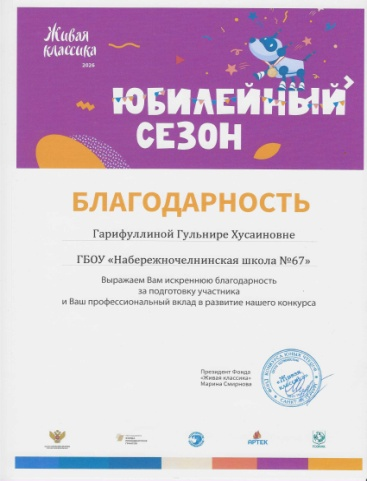 Живая
классика
2026
ЮБИЛЕЙНЫЙ
СЕЗОН
БЛАГОДАРНОСТЬ
Гарифуллиной Гульнире Хусаиновне
ГБОУ «Набережночелнинская школа №67»
Выражаем Вам искреннюю благодарность
за подготовку участника
и Ваш профессиональный вклад в развитие нашего конкурса
Президент Фонда
«Живая классика»
Марина Смирнова
«Живая
классика»
АРТЕК